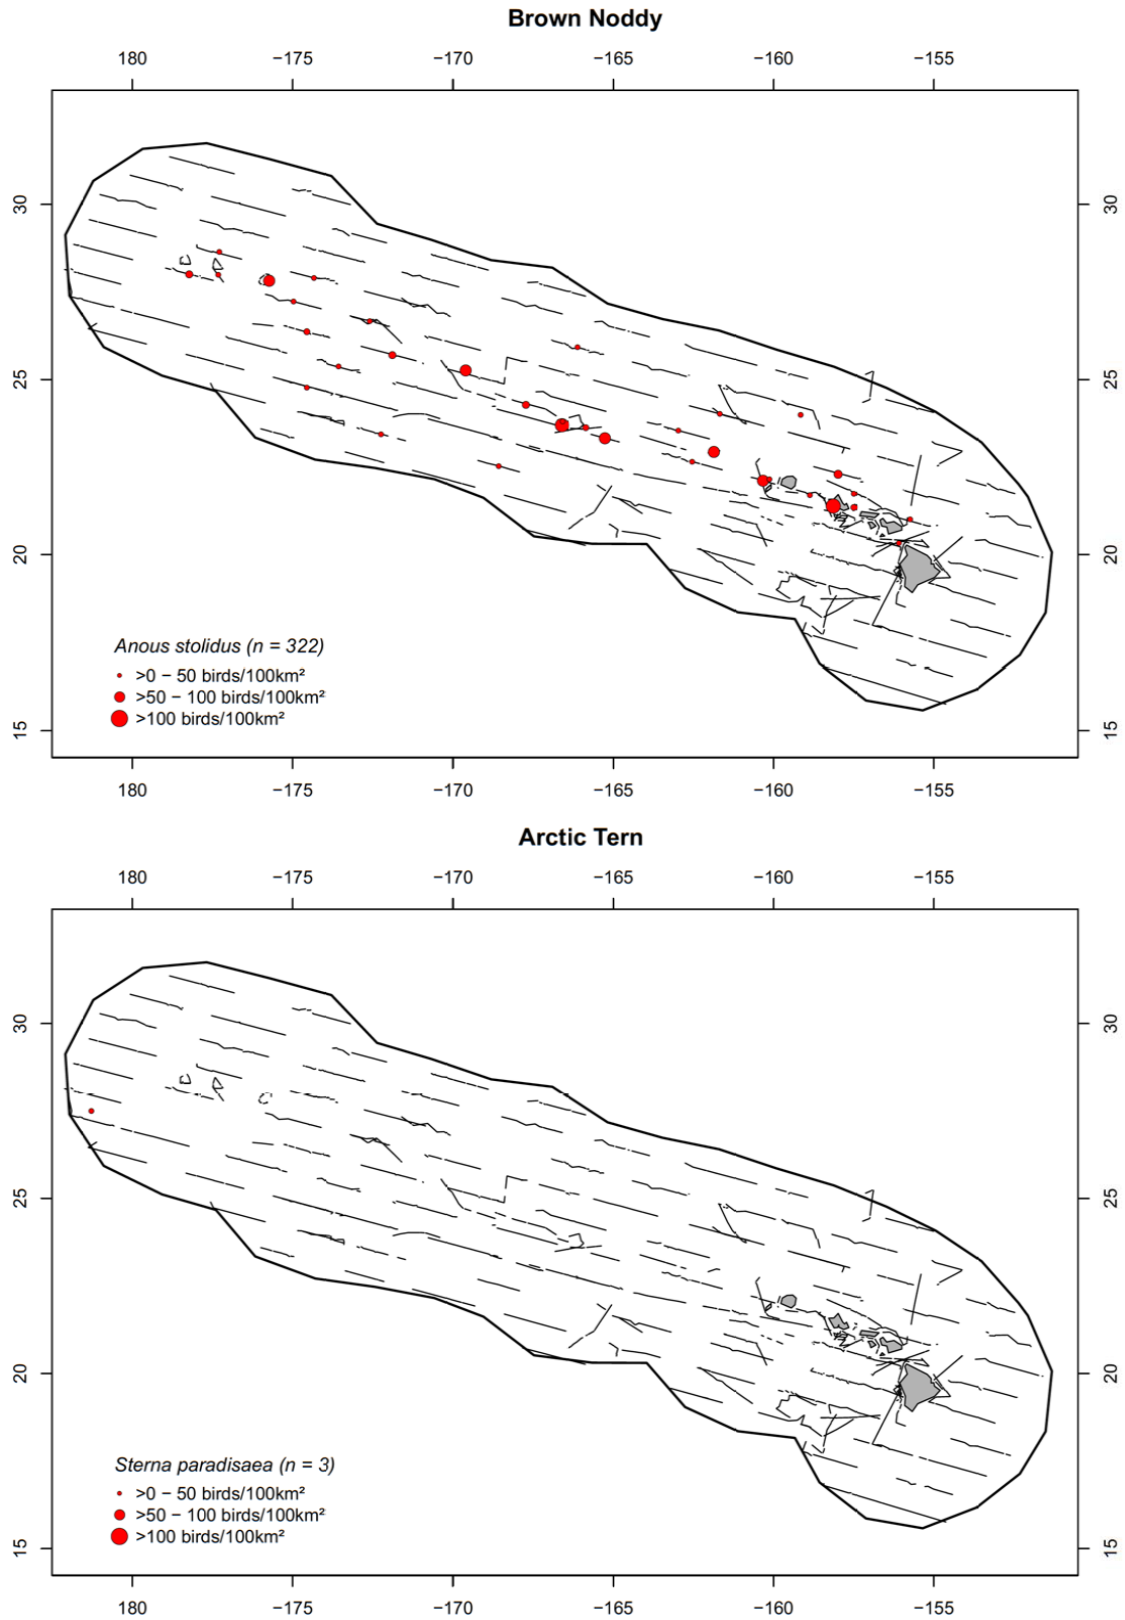 Brown Noddy
180 −175 −170 −165 −160 −155
30 30
25 25
20 20
15 15
Anous stolidus (n = 322)
>0 − 50 birds/100km²
>50 − 100 birds/100km²
>100 birds/100km²
180 −175 −170 −165 −160 −155
Arctic Tern
180 −175 −170 −165 −160 −155
30 30
25 25
20 20
Sterna paradisaea (n = 3)
>0 − 50 birds/100km²
>50 − 100 birds/100km²
>100 birds/100km²
15 15
180 −175 −170 −165 −160 −155